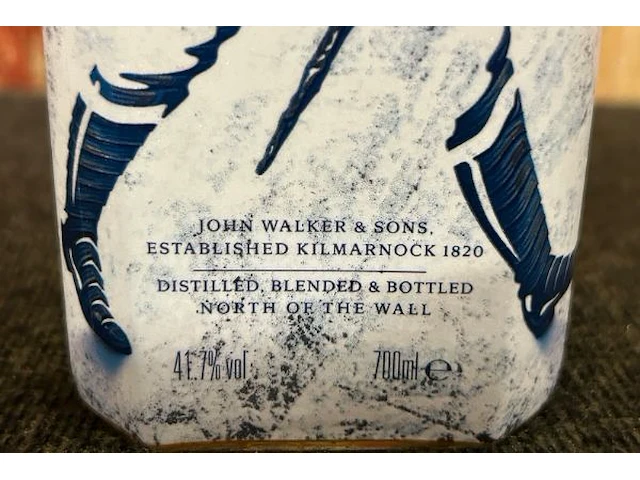 JOHN WALKER & SONS,
ESTABLISHED KILMARNOCK 1820
DISTILLED, BLENDED & BOTTLED
NORTH OF THE WALL
41.7% vol 700ml ℮